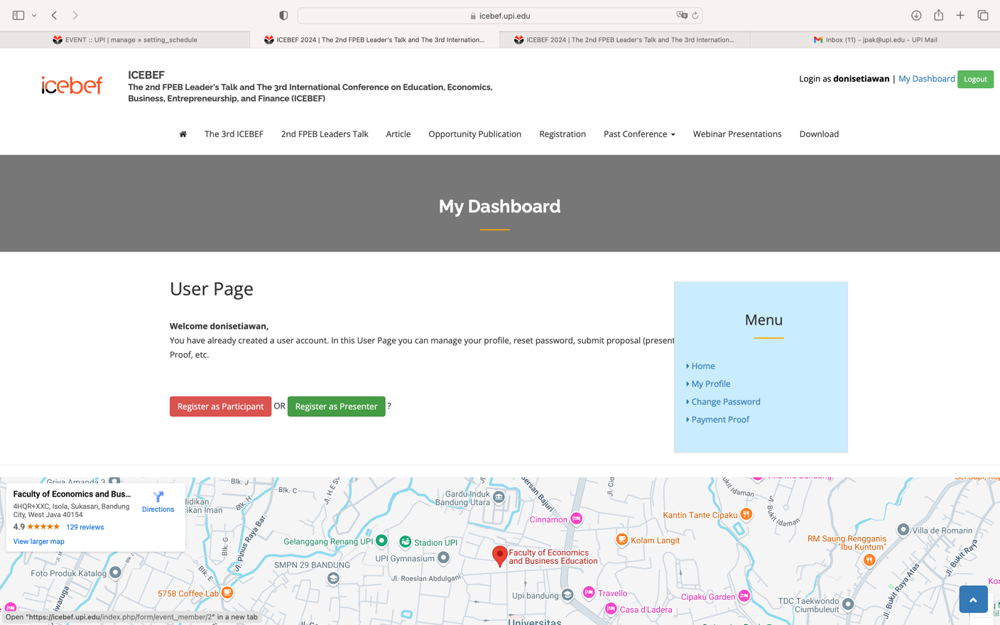 icebef.upi.edu
EVENT :: UPI | manage » setting_schedule
ICEBEF 2024 | The 2nd FPEB Leader's Talk and The 3rd Internation...
ICEBEF 2024 | The 2nd FPEB Leader's Talk and The 3rd Internation...
Inbox (11) - jpak@upi.edu - UPI Mail
icebef
ICEBEF
The 2nd FPEB Leader's Talk and The 3rd International Conference on Education, Economics,
Business, Entrepreneurship, and Finance (ICEBEF)
Login as donisetiawan | My Dashboard Logout
The 3rd ICEBEF 2nd FPEB Leaders Talk Article Opportunity Publication Registration Past Conference Webinar Presentations Download
My Dashboard
User Page
Welcome donisetiawan,
You have already created a user account. In this User Page you can manage your profile, reset password, submit proposal (present
Proof, etc.
Register as Participant OR Register as Presenter ?
Menu
Home
My Profile
Change Password
Payment Proof
Faculty of Economics and Bus...
4HQR+XXC, Isola, Sukasari, Bandung
City, West Java 40154
4.9 129 reviews
View larger map
Directions
Griya Amanda 3
Blk. J
Blk. C
Blk. H
Jl. H.E.S
Gardu Induk
Bandung Utara
Gersen Bajuri
Jl. Cid
Villa MG Bandung
k Idaman
Jl. Bukit
Idaman
Kantin Tante Cipaku
Cinnamon
Villa de Romarin
RM Saung Rengganis
"Ibu Kuntum"
Kolam Langit
Gelanggang Renang UPI
Stadion UPI
UPI Gymnasium
Faculty of Economics
and Business Education
Jl. Pinus Raya Bar.
Blk. G
Blk. E
Foto Produk Katalog
SMPN 29 BANDUNG
Jl. Roeslan Abdulgani
5758 Coffee Lab
Upi bandung
Travello
Casa d'Ladera
Cipaku Garden
TDC Taekwondo
Ciumbuleuit
Jl. Bukit Raya Atas
Jl. Bukit Raya
Kor
Universitas
Open "https://icebef.upi.edu/index.php/form/event_member/2" in a new tab